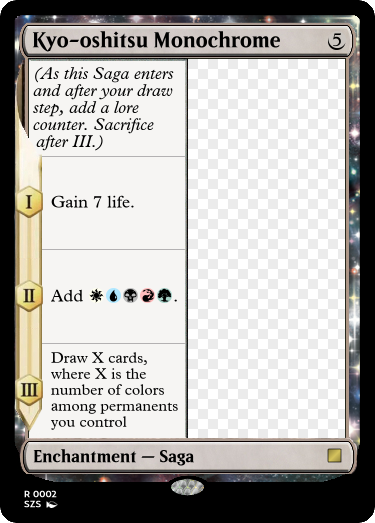 Kyo-oshitsu Monochrome 5
(As this Saga enters
and after your draw
step, add a lore
counter. Sacrifice
after III.)
I Gain 7 life.
II Add .
Draw X cards,
where X is the
III number of colors
among permanents
you control
Enchantment — Saga
R 0002
SZS